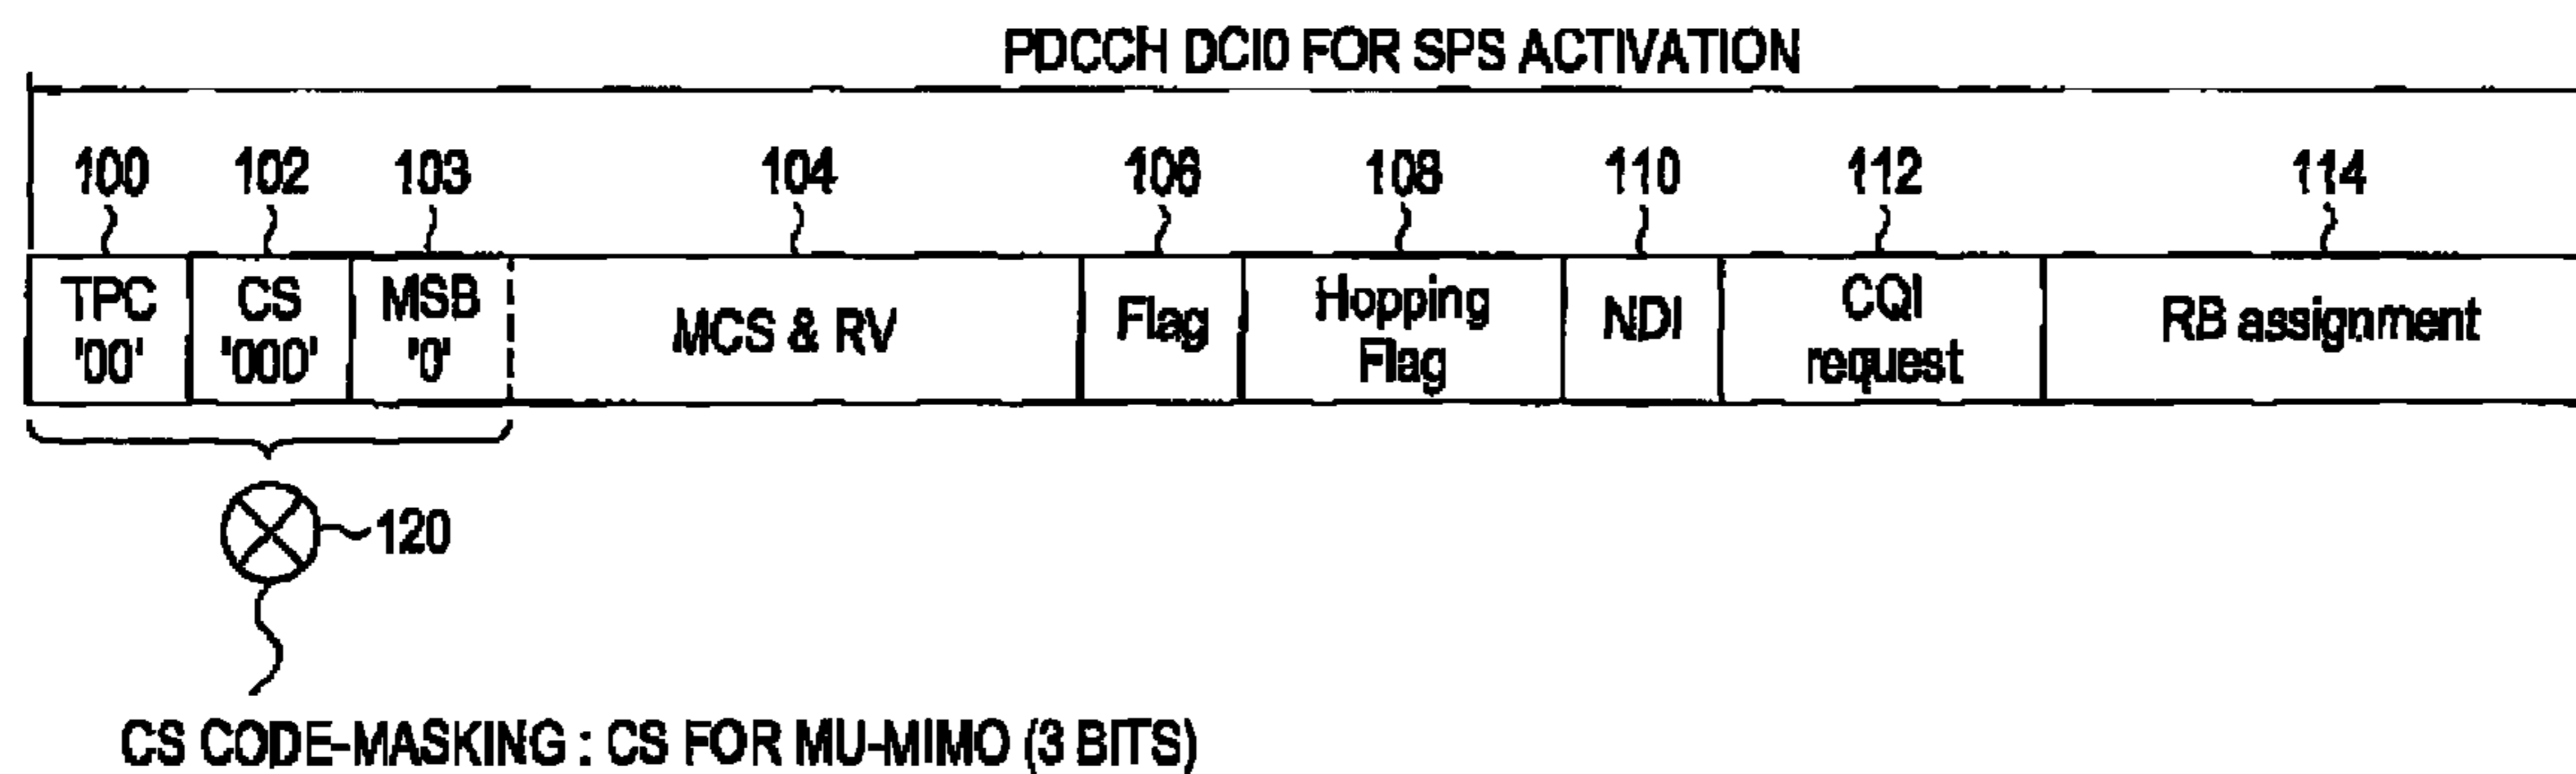 PDCCH DCI0 FOR SPS ACTIVATION
100 102 103 104 106 108 110 112 114
TPC '00'
CS '000'
MSB '0'
MCS & RV
Flag
Hopping Flag
NDI
CQI request
RB assignment
120
CS CODE-MASKING : CS FOR MU-MIMO (3 BITS)